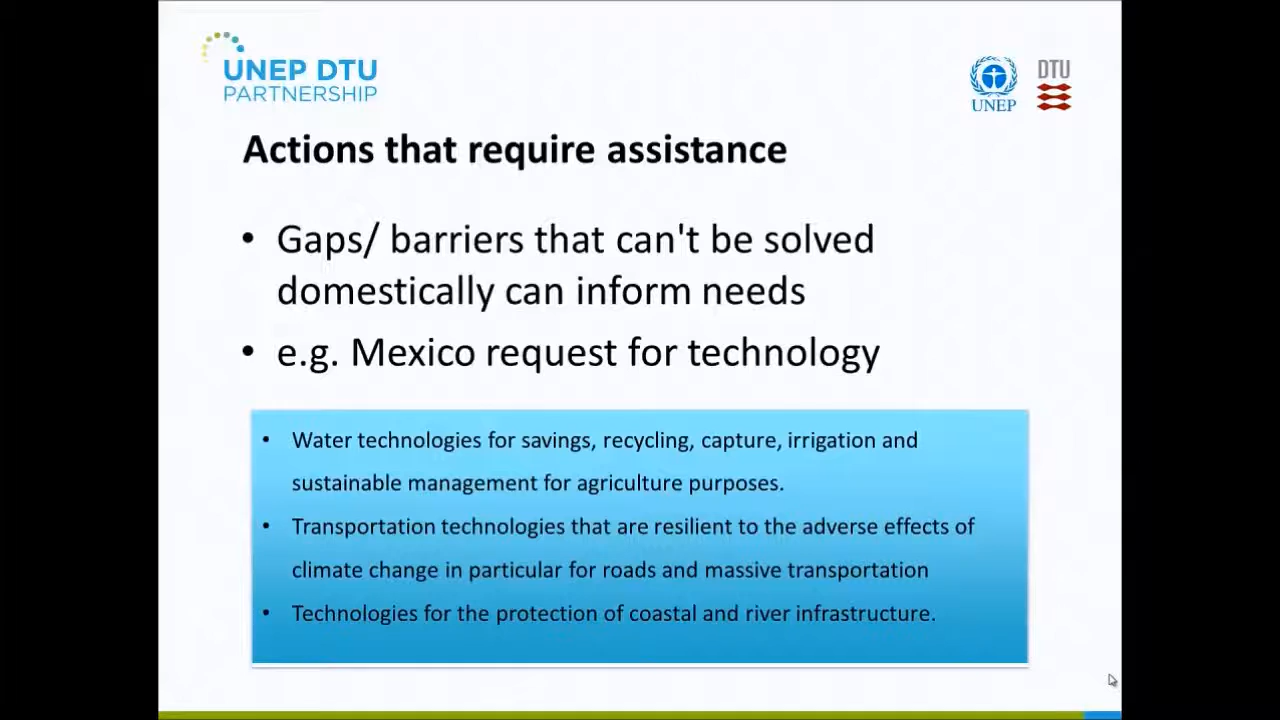 UNEP DTU
PARTNERSHIP
UNEP
DTU
Actions that require assistance
• Gaps/ barriers that can't be solved
domestically can inform needs
• e.g. Mexico request for technology
• Water technologies for savings, recycling, capture, irrigation and
sustainable management for agriculture purposes.
• Transportation technologies that are resilient to the adverse effects of
climate change in particular for roads and massive transportation
• Technologies for the protection of coastal and river infrastructure.